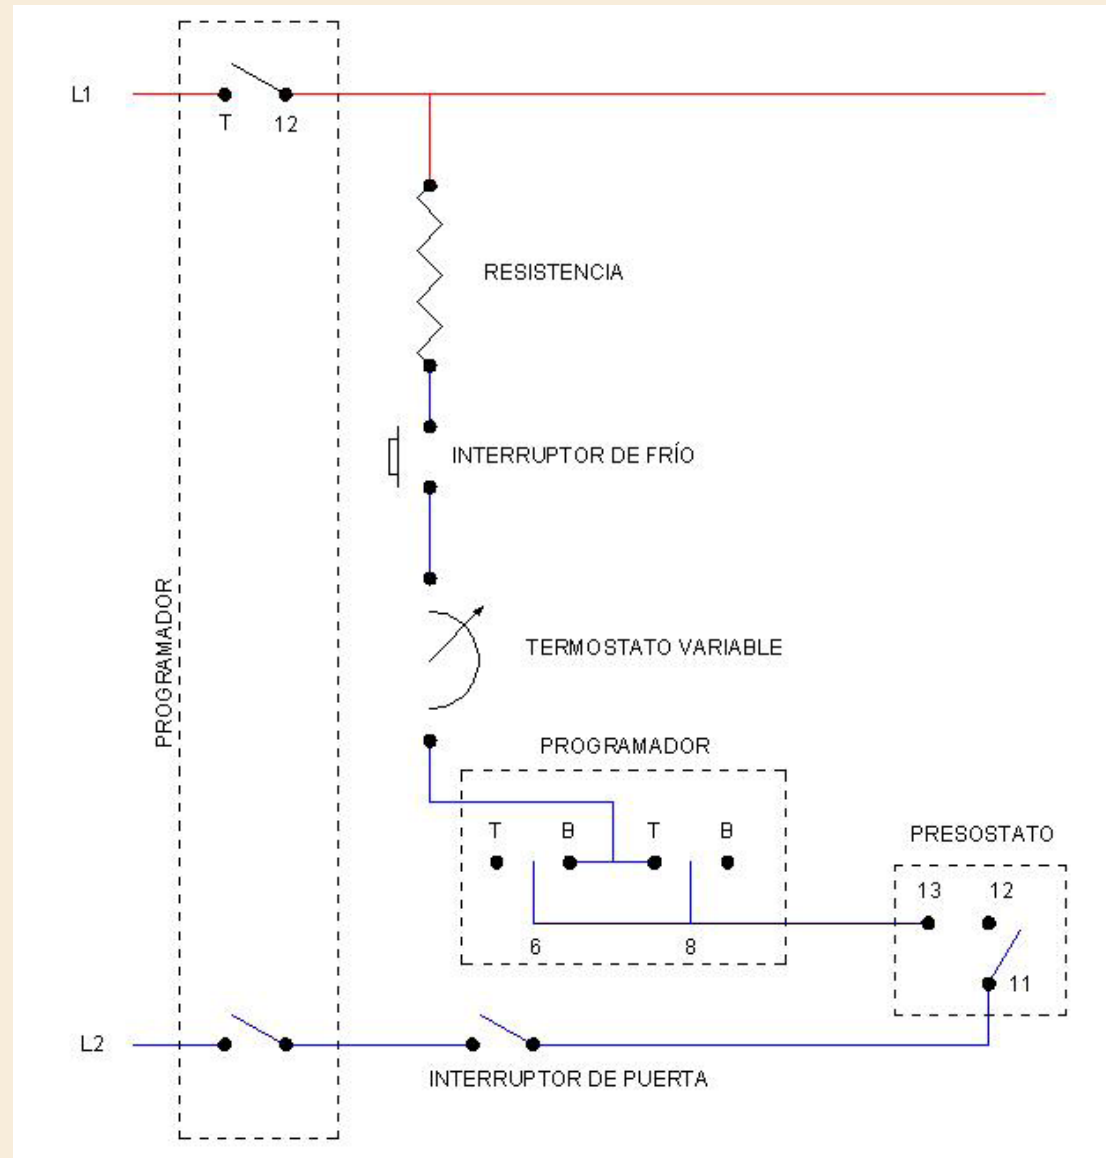 L1
T 12
RESISTENCIA
INTERRUPTOR DE FRÍO
PROGRAMADOR
TERMOSTATO VARIABLE
PROGRAMADOR
T B T B
PRESOSTATO
13 12
6 8
11
L2
INTERRUPTOR DE PUERTA